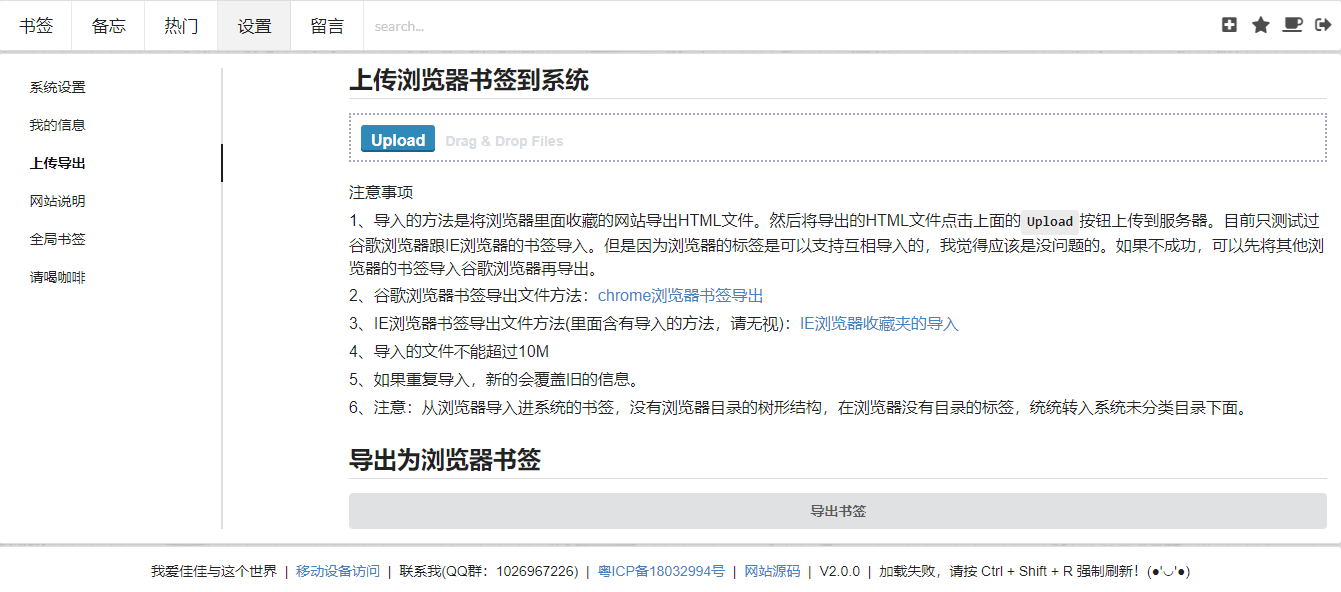 书签 备忘 热门 设置 留言 search...
系统设置
我的信息
上传导出
网站说明
全局书签
请喝咖啡
上传浏览器书签到系统
Upload Drag & Drop Files
注意事项
1、导入的方法是将浏览器里面收藏的网站导出HTML文件。然后将导出的HTML文件点击上面的 Upload 按钮上传到服务器。目前只测试过
谷歌浏览器跟IE浏览器的书签导入。但是因为浏览器的标签是可以支持互相导入的，我觉得应该是没问题的。如果不成功，可以先将其他浏
览器的书签导入谷歌浏览器再导出。
2、谷歌浏览器书签导出文件方法：chrome浏览器书签导出
3、IE浏览器书签导出文件方法(里面含有导入的方法，请无视)：IE浏览器收藏夹的导入
4、导入的文件不能超过10M
5、如果重复导入，新的会覆盖旧的信息。
6、注意：从浏览器导入进系统的书签，没有浏览器目录的树形结构，在浏览器没有目录的标签，统统转入系统未分类目录下面。
导出为浏览器书签
导出书签
我爱佳佳与这个世界 | 移动设备访问 | 联系我(QQ群：1026967226) | 粤ICP备18032994号 | 网站源码 | V2.0.0 | 加载失败，请按 Ctrl + Shift + R 强制刷新！(●'◡'●)